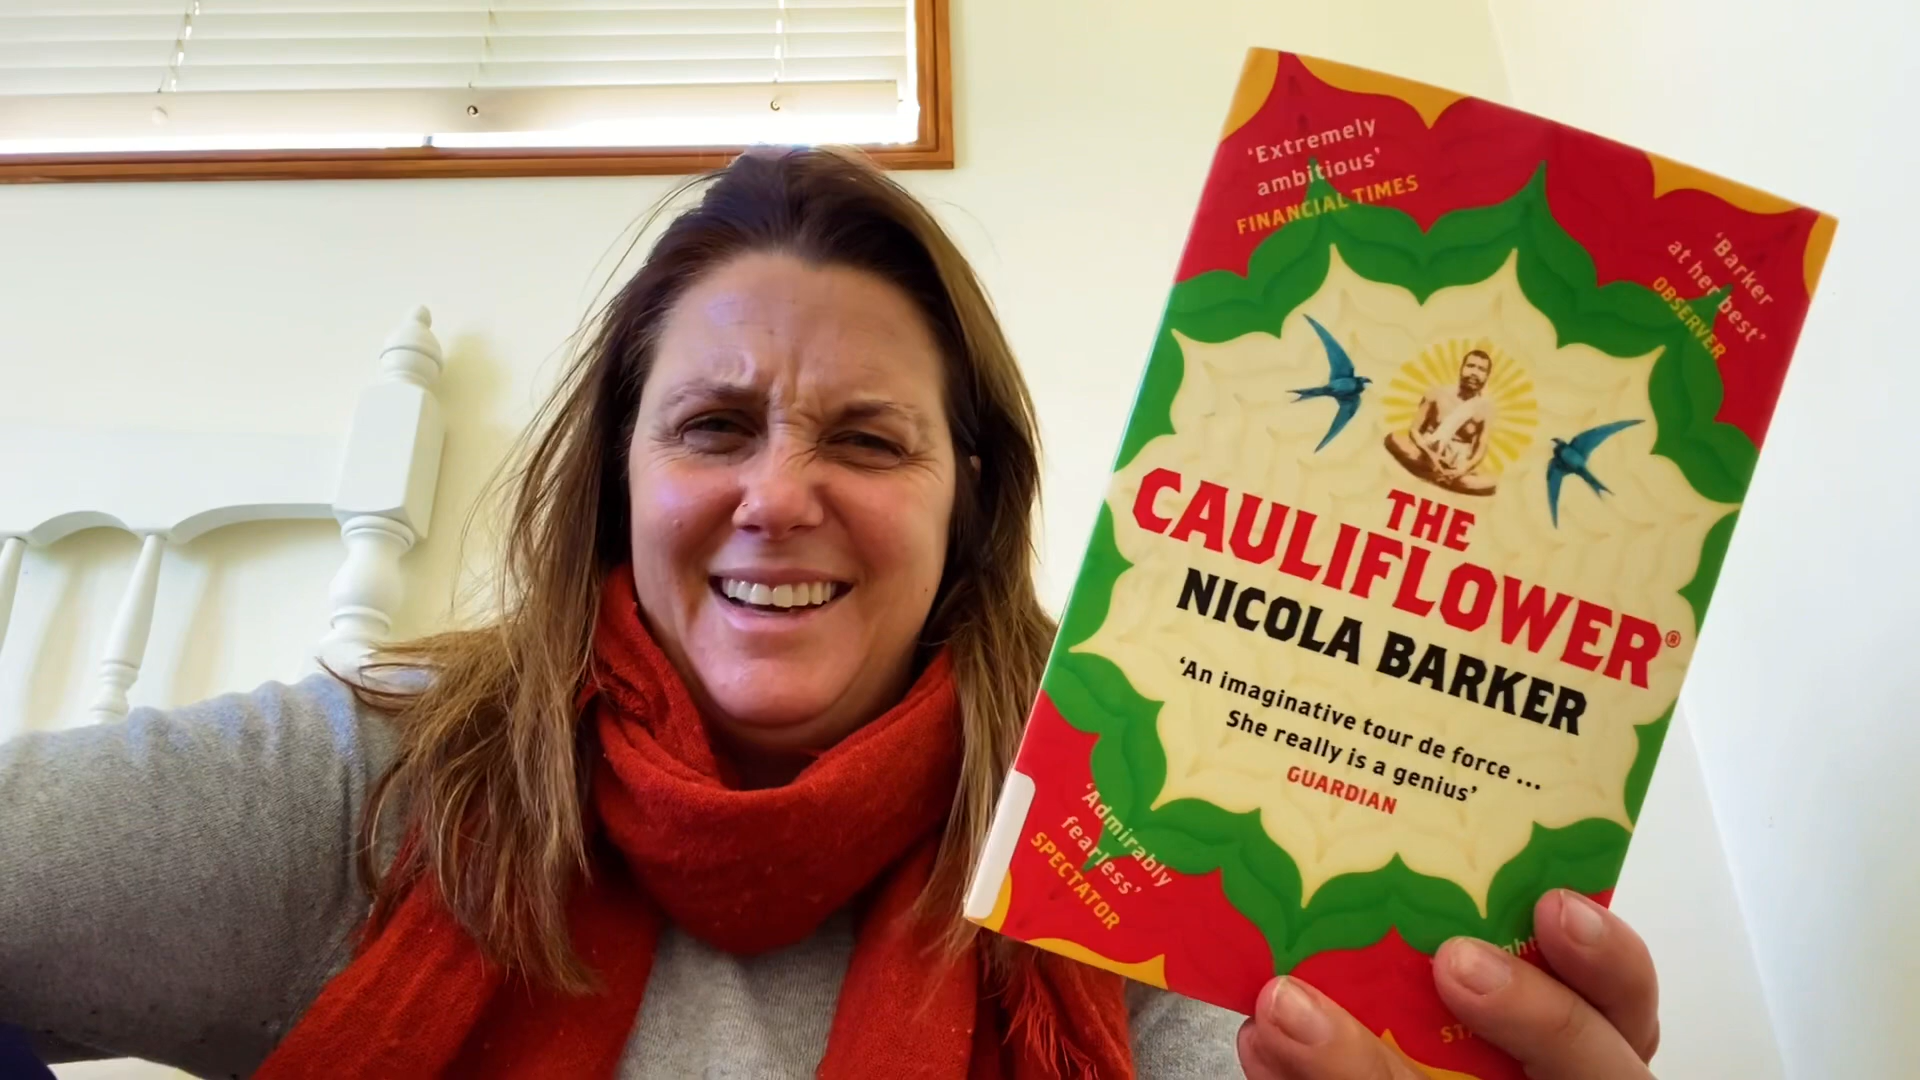 'Extremely
ambitious'
FINANCIAL TIMES
'Barker
at her best'
OBSERVER
THE
CAULIFLOWER®
NICOLA BARKER
'An imaginative tour de force ...
She really is a genius'
GUARDIAN
'Admirably
fearless'
SPECTATOR